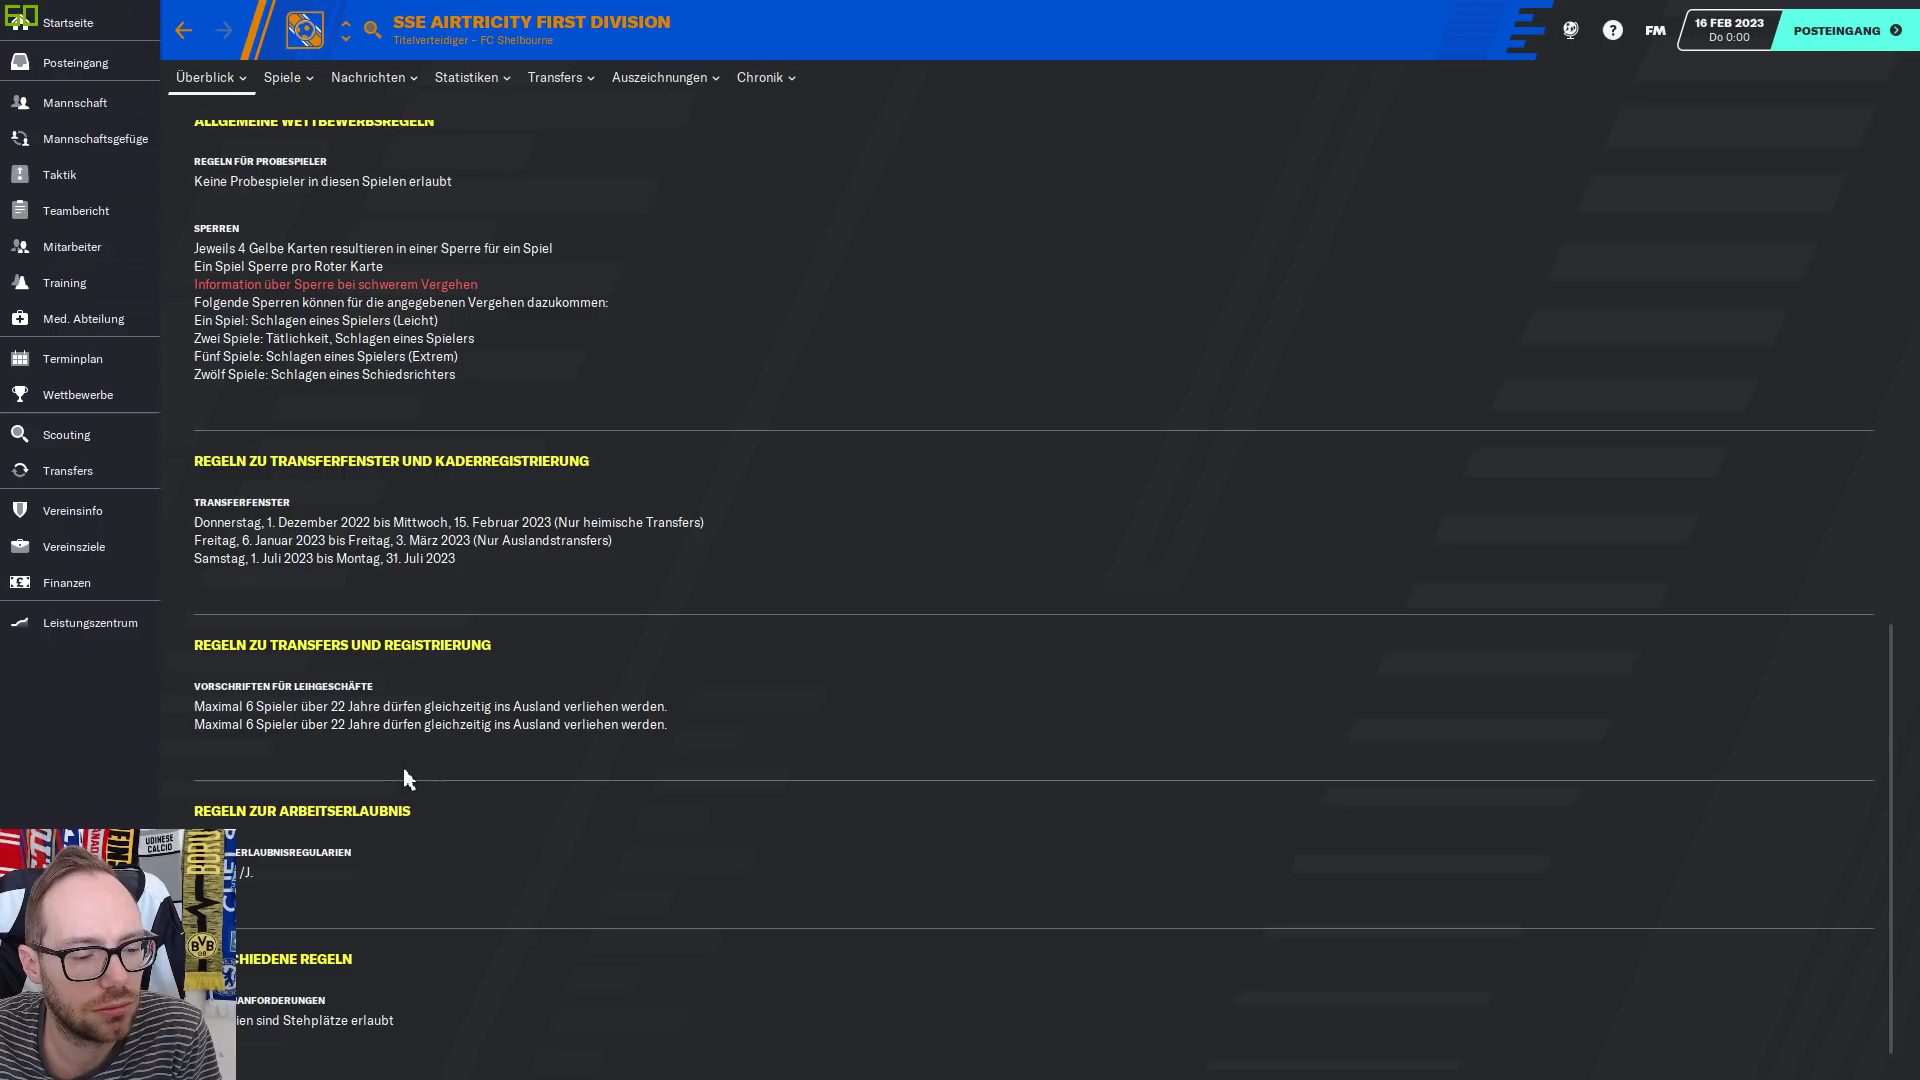 60
Startseite
Posteingang
Mannschaft
Mannschaftsgefüge
Taktik
Teambericht
Mitarbeiter
Training
Med. Abteilung
Terminplan
Wettbewerbe
Scouting
Transfers
Vereinsinfo
Vereinsziele
Finanzen
Leistungszentrum
SSE AIRTRICITY FIRST DIVISION
Titelverteidiger – FC Shelbourne
?
FM
16 FEB 2023
Do 0:00
POSTEINGANG
Überblick
Spiele
Nachrichten
Statistiken
Transfers
Auszeichnungen
Chronik
ALLGEMEINE WETTBEWERBSREGELN
REGELN FÜR PROBESPIELER
Keine Probespieler in diesen Spielen erlaubt
SPERREN
Jeweils 4 Gelbe Karten resultieren in einer Sperre für ein Spiel
Ein Spiel Sperre pro Roter Karte
Information über Sperre bei schwerem Vergehen
Folgende Sperren können für die angegebenen Vergehen dazukommen:
Ein Spiel: Schlagen eines Spielers (Leicht)
Zwei Spiele: Tätlichkeit, Schlagen eines Spielers
Fünf Spiele: Schlagen eines Spielers (Extrem)
Zwölf Spiele: Schlagen eines Schiedsrichters
REGELN ZU TRANSFERFENSTER UND KADERREGISTRIERUNG
TRANSFERFENSTER
Donnerstag, 1. Dezember 2022 bis Mittwoch, 15. Februar 2023 (Nur heimische Transfers)
Freitag, 6. Januar 2023 bis Freitag, 3. März 2023 (Nur Auslandstransfers)
Samstag, 1. Juli 2023 bis Montag, 31. Juli 2023
REGELN ZU TRANSFERS UND REGISTRIERUNG
VORSCHRIFTEN FÜR LEIHGESCHÄFTE
Maximal 6 Spieler über 22 Jahre dürfen gleichzeitig ins Ausland verliehen werden.
Maximal 6 Spieler über 22 Jahre dürfen gleichzeitig ins Ausland verliehen werden.
REGELN ZUR ARBEITSERLAUBNIS
ERLAUBNISREGULARIEN
/J.
CHIEDENE REGELN
ANFORDERUNGEN
ien sind Stehplätze erlaubt
UDINESE
CALCIO
BVB
09